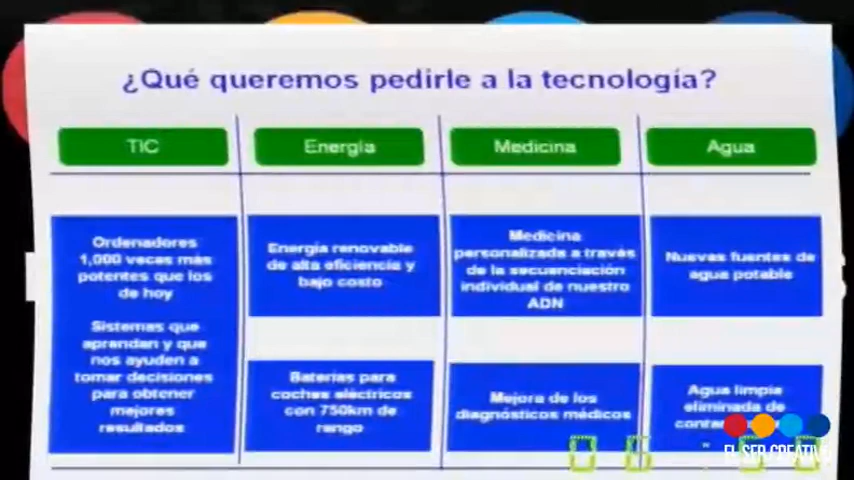 ¿Qué queremos pedirle a la tecnología?
TIC
Energía
Medicina
Agua
Ordenadores
1,000 vecas más
potentes que los
de hoy
Sistemas que
aprendan y que
nos ayuden a
tomar decisiones
para obtener
mejores
resultados
Energía renovable
de alta eficiencia y
bajo costo
Baterías para
coches eléctricos
con 750km de
rango
Medicina
personalizada a través
de la secuenciación
individual de nuestro
ADN
Mejora de los
diagnósticos médicos
Nuevas fuentes de
agua potable
Agua limpia
eliminada de
EL SER CREATIVO